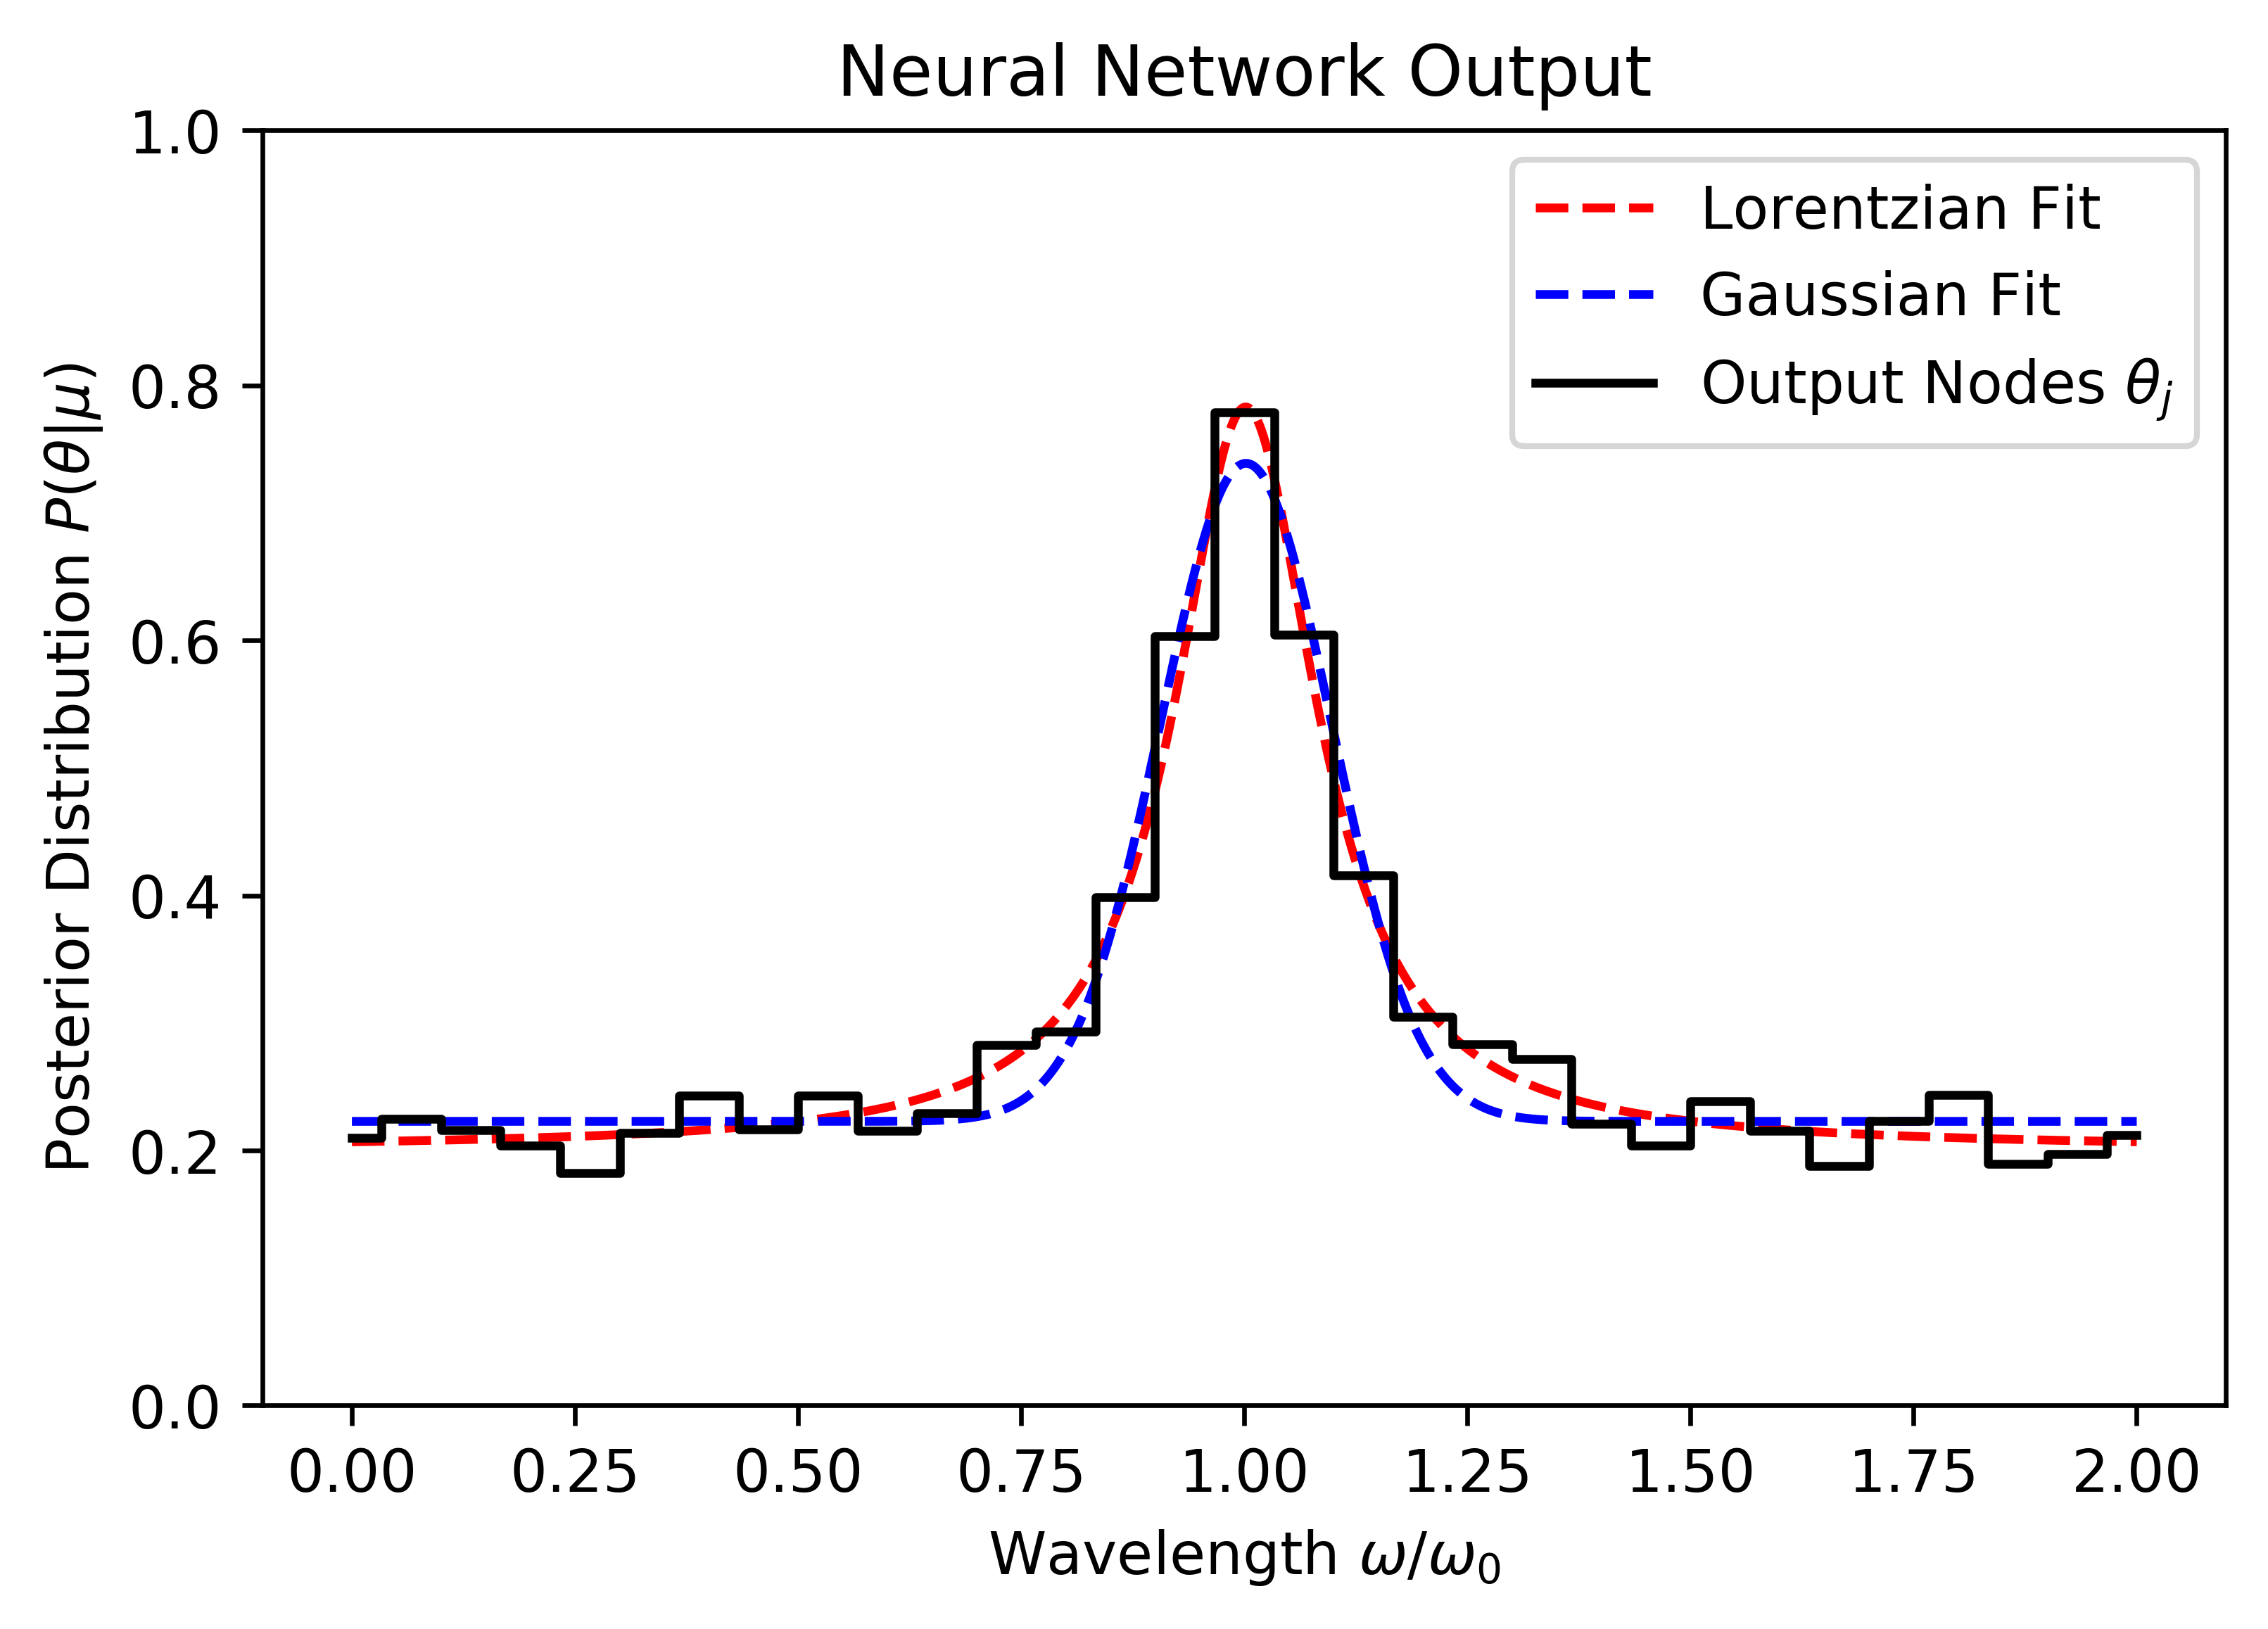 Neural Network Output
Posterior Distribution P(θ|μ)
1.0
0.8
0.6
0.4
0.2
0.0
Lorentzian Fit
Gaussian Fit
Output Nodes θⱼ
0.00 0.25 0.50 0.75 1.00 1.25 1.50 1.75 2.00
Wavelength ω/ω₀